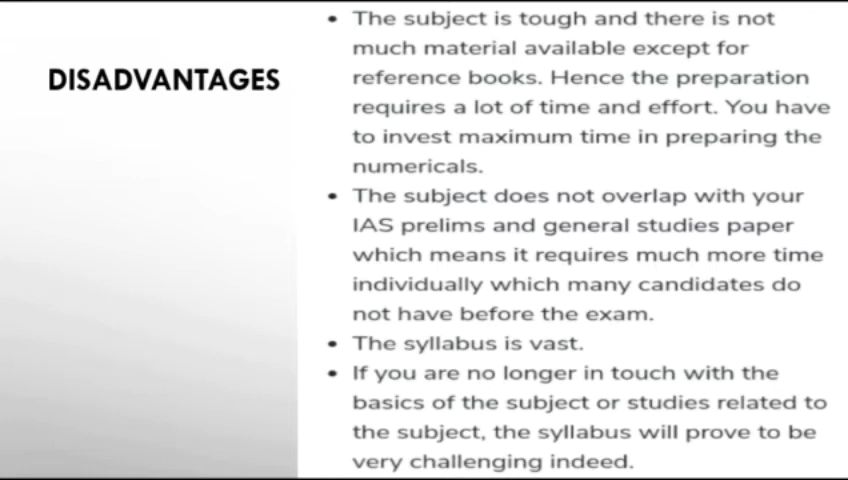 DISADVANTAGES
• The subject is tough and there is not
much material available except for
reference books. Hence the preparation
requires a lot of time and effort. You have
to invest maximum time in preparing the
numericals.
• The subject does not overlap with your
IAS prelims and general studies paper
which means it requires much more time
individually which many candidates do
not have before the exam.
• The syllabus is vast.
• If you are no longer in touch with the
basics of the subject or studies related to
the subject, the syllabus will prove to be
very challenging indeed.